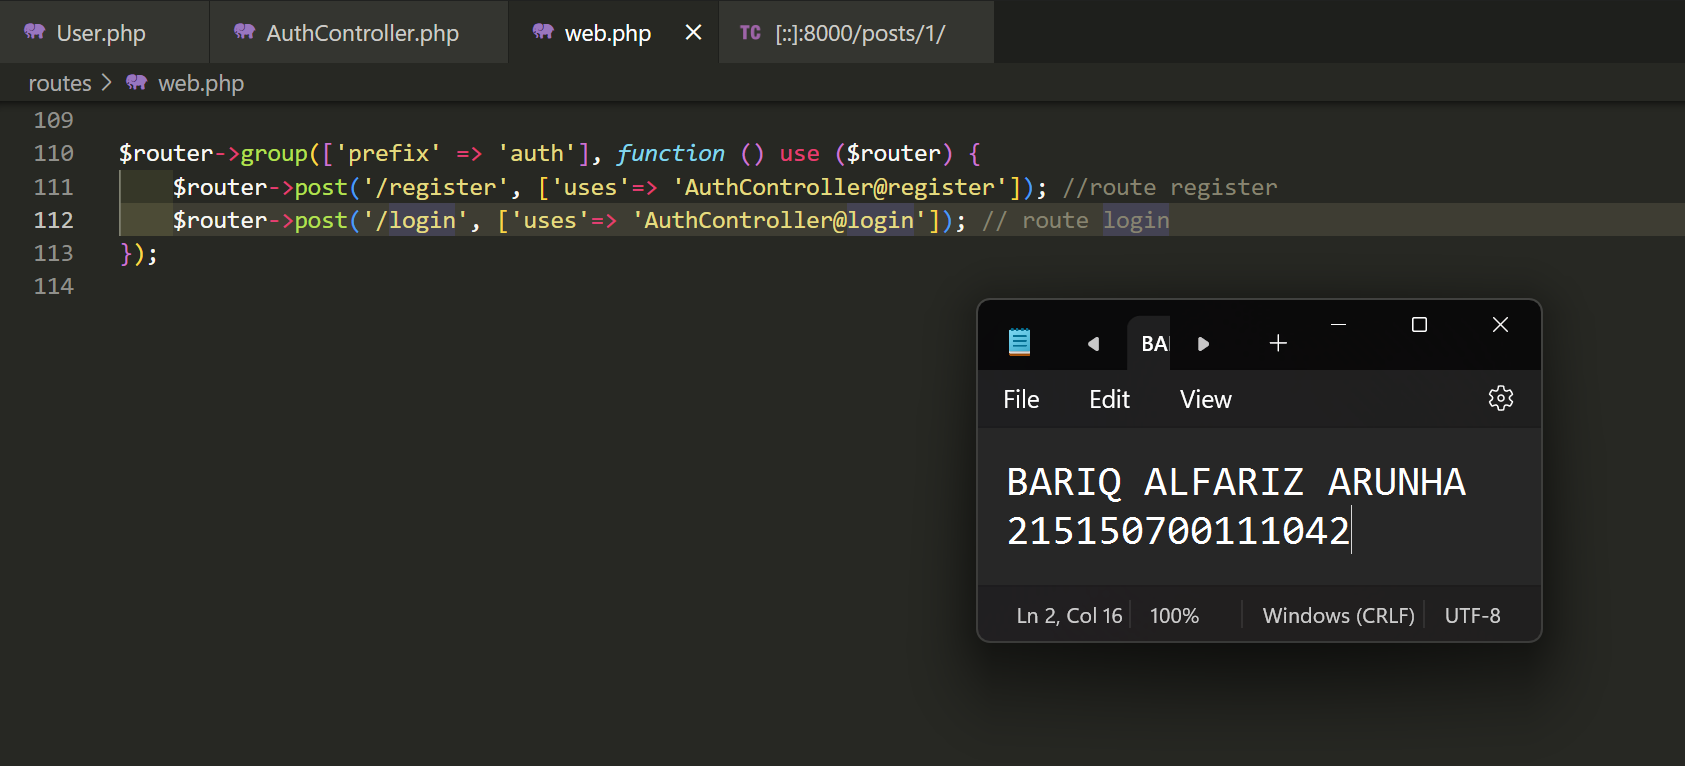 User.php AuthController.php web.php TC [::]:8000/posts/1/
routes > web.php
109
110 $router->group(['prefix' => 'auth'], function () use ($router) {
111 $router->post('/register', ['uses'=> 'AuthController@register']); //route register
112 $router->post('/login', ['uses'=> 'AuthController@login']); // route login
113 });
114
BA
File Edit View
BARIQ ALFARIZ ARUNHA
215150700111042
Ln 2, Col 16 100% Windows (CRLF) UTF-8